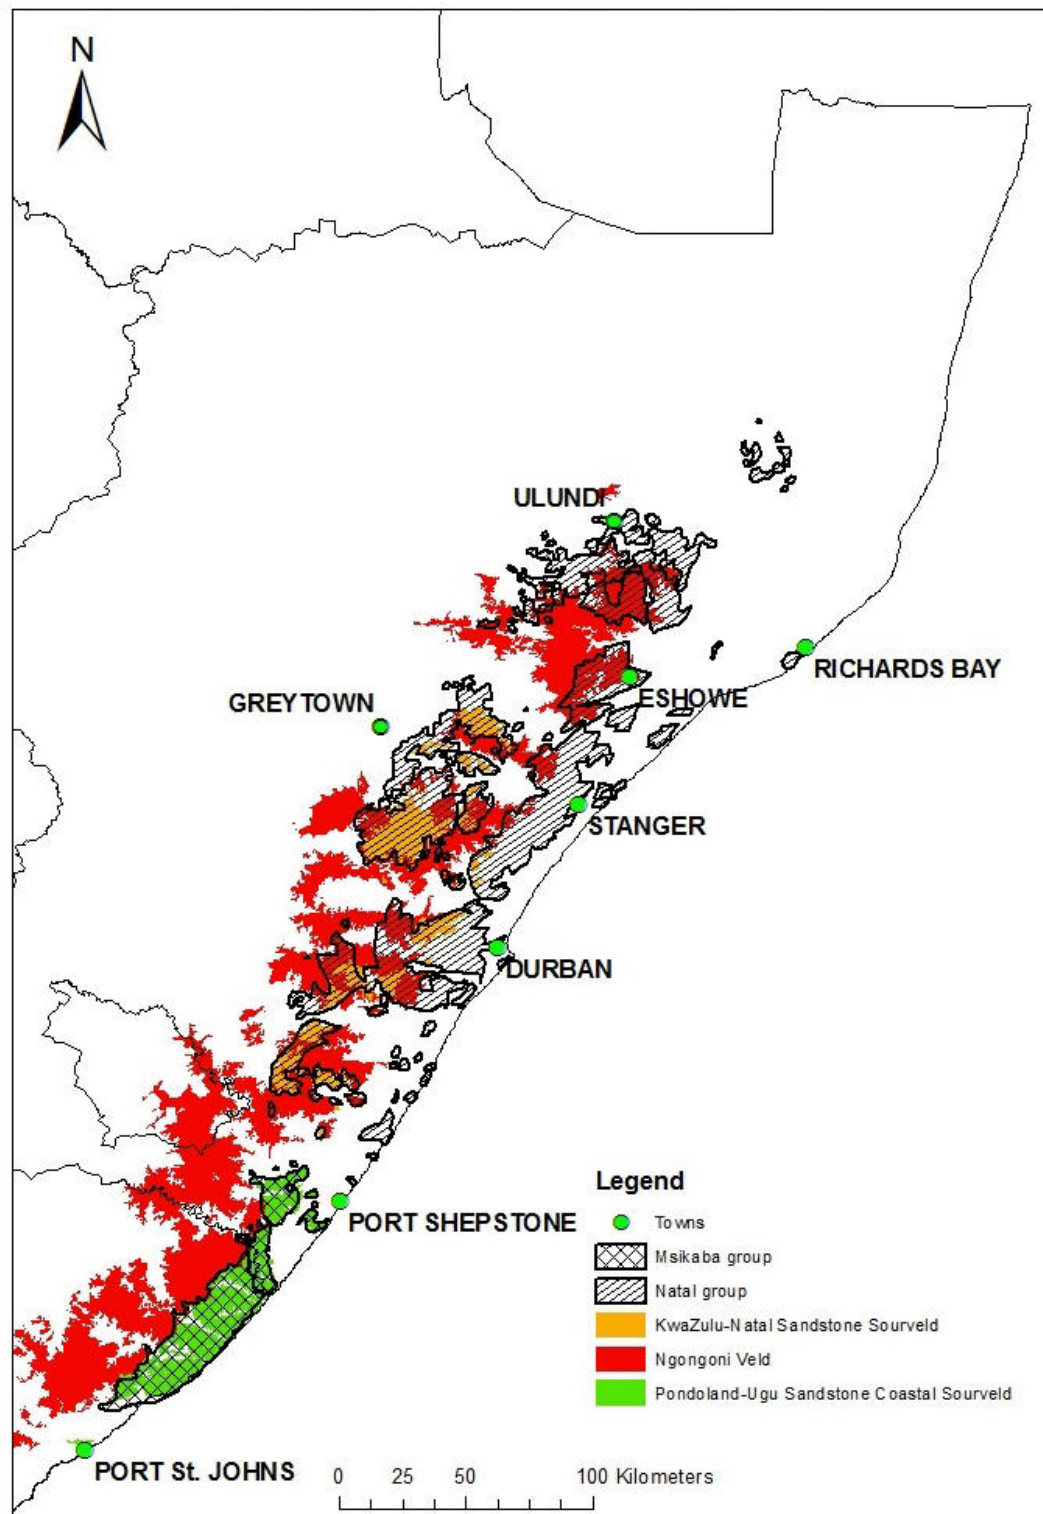 N
ULUNDI
RICHARDS BAY
ESHOWE
GREYTOWN
STANGER
DURBAN
PORT SHEPSTONE
PORT St. JOHNS
Legend
Towns
Msikaba group
Natal group
KwaZulu-Natal Sandstone Sourveld
Ngongoni Veld
Pondoland-Ugu Sandstone Coastal Sourveld
0 25 50 100 Kilometers